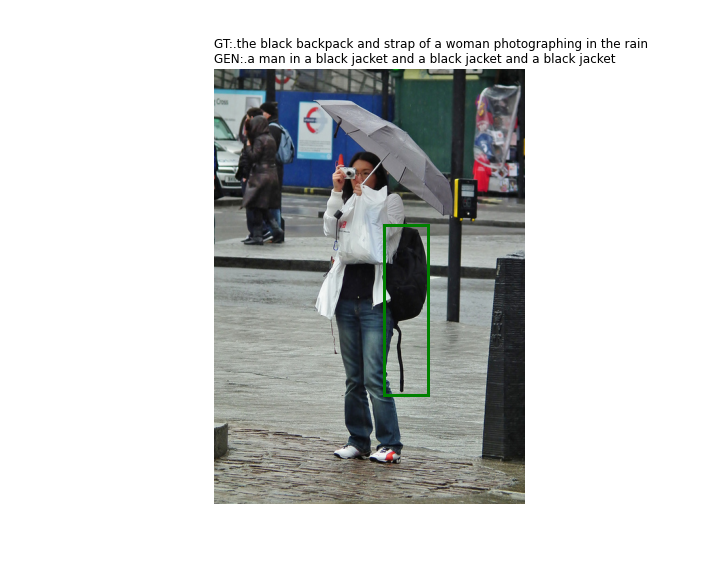 GT:.the black backpack and strap of a woman photographing in the rain
GEN:.a man in a black jacket and a black jacket and a black jacket
Cross